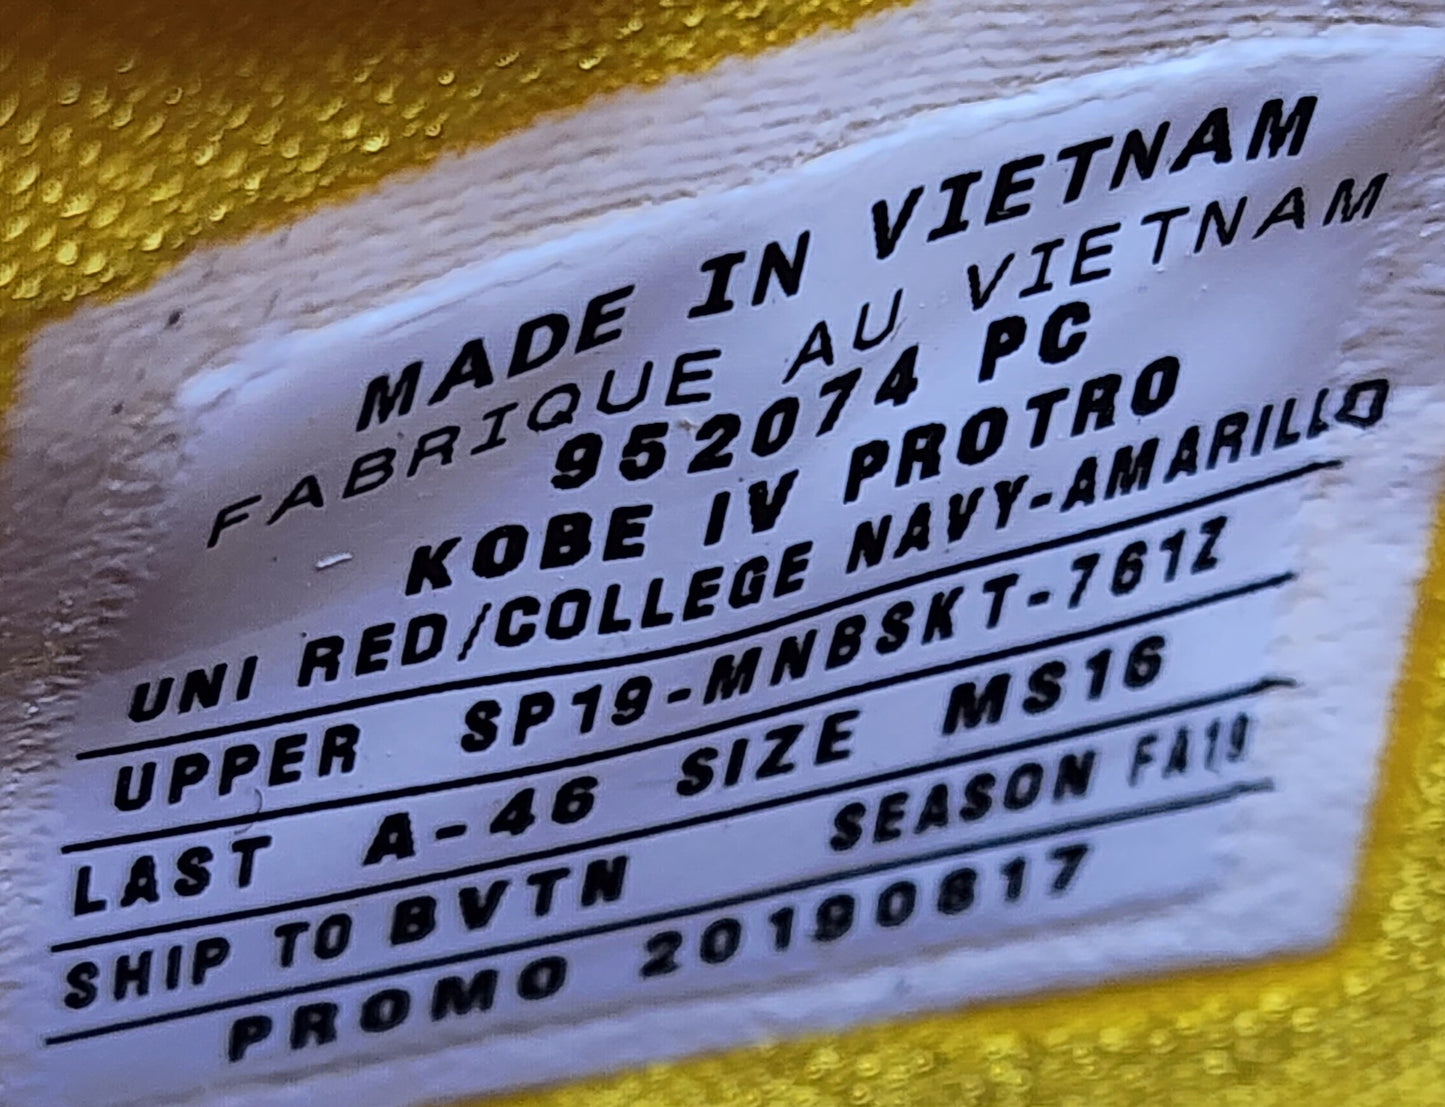 MADE IN VIETNAM
FABRIQUE AU VIETNAM
952074 PC
KOBE IV PROTRO
UNI RED/COLLEGE NAVY-AMARILLO
UPPER SP19-MNBSKT-761Z
LAST A-46 SIZE MS16
SHIP TO BVTN SEASON FA19
PROMO 20190817